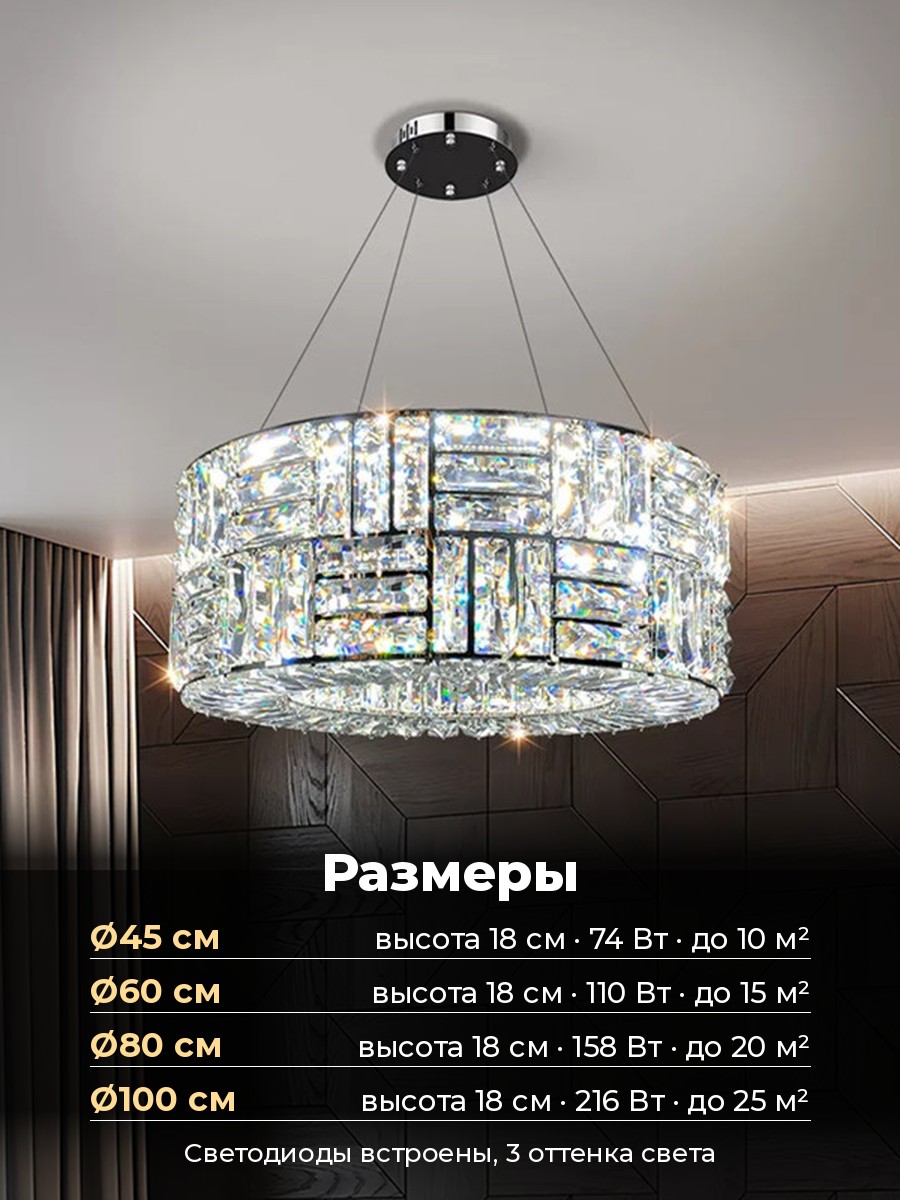 Размеры
Ø45 см высота 18 см · 74 Вт · до 10 м²
Ø60 см высота 18 см · 110 Вт · до 15 м²
Ø80 см высота 18 см · 158 Вт · до 20 м²
Ø100 см высота 18 см · 216 Вт · до 25 м²
Светодиоды встроены, 3 оттенка света